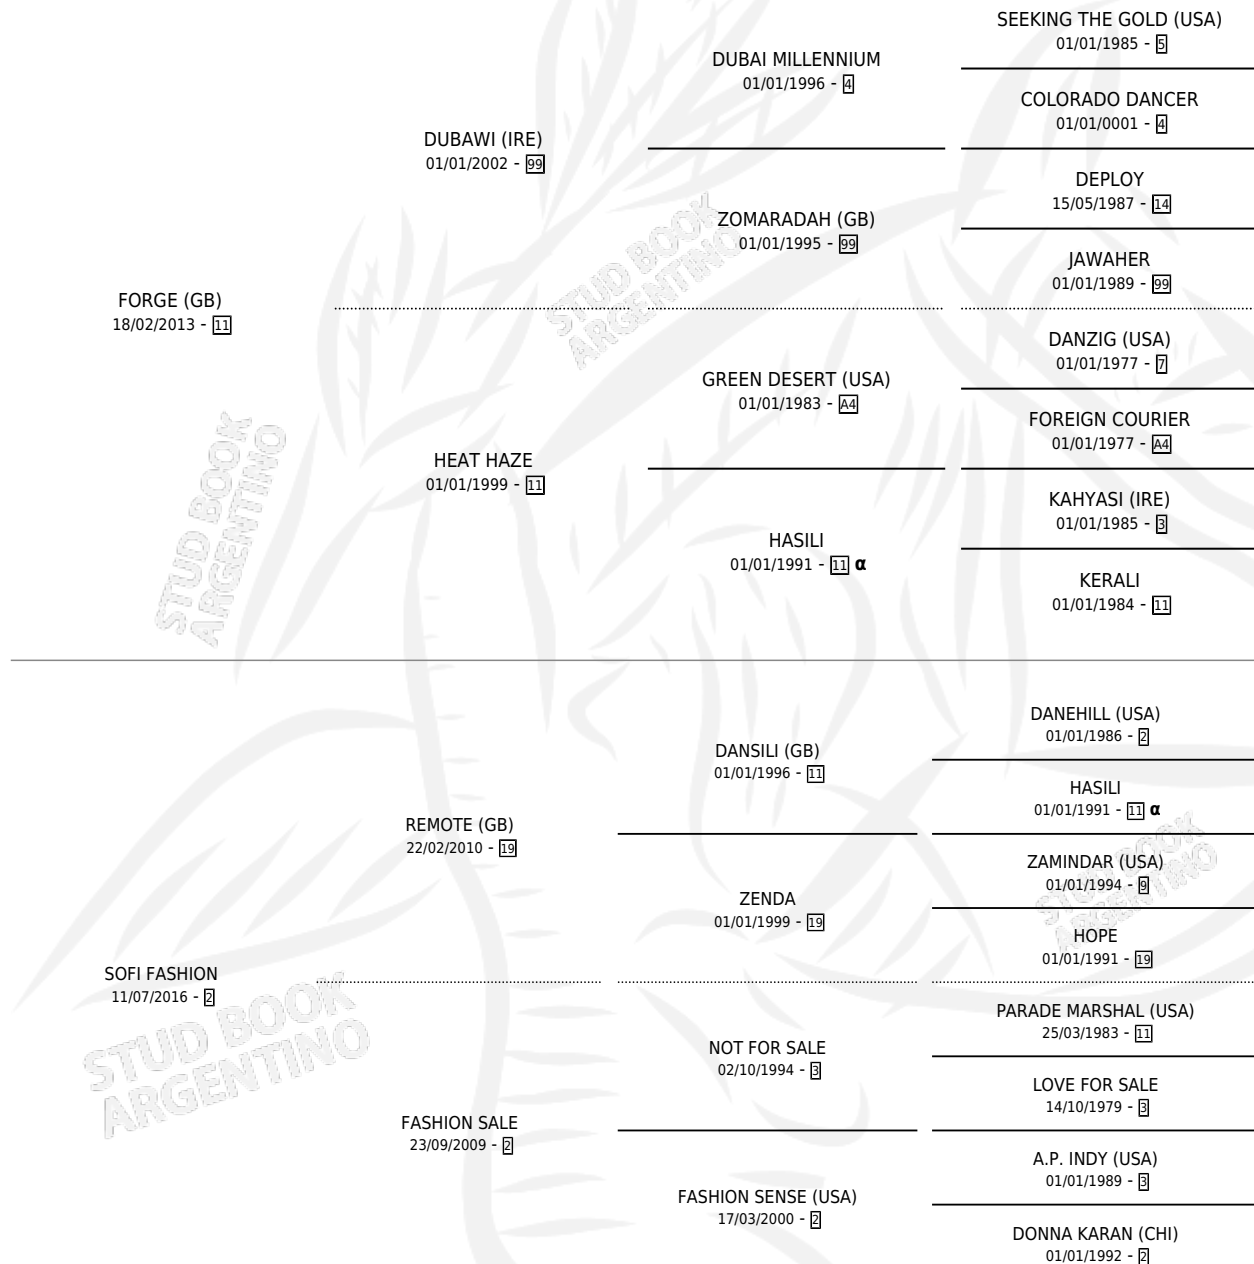 SEEKING THE GOLD (USA)
01/01/1985 - 5
DUBAI MILLENNIUM
01/01/1996 - 4
COLORADO DANCER
01/01/0001 - 4
DUBAWI (IRE)
01/01/2002 - 99
DEPLOY
15/05/1987 - 14
ZOMARADAH (GB)
01/01/1995 - 99
JAWAHER
01/01/1989 - 99
FORGE (GB)
18/02/2013 - 11
DANZIG (USA)
01/01/1977 - 7
GREEN DESERT (USA)
01/01/1983 - A4
FOREIGN COURIER
01/01/1977 - A4
HEAT HAZE
01/01/1999 - 11
KAHYASI (IRE)
01/01/1985 - 3
HASILI
01/01/1991 - 11 α
KERALI
01/01/1984 - 11
DANEHILL (USA)
01/01/1986 - 2
DANSILI (GB)
01/01/1996 - 11
HASILI
01/01/1991 - 11 α
REMOTE (GB)
22/02/2010 - 19
ZAMINDAR (USA)
01/01/1994 - 9
ZENDA
01/01/1999 - 19
HOPE
01/01/1991 - 19
SOFI FASHION
11/07/2016 - 2
PARADE MARSHAL (USA)
25/03/1983 - 11
NOT FOR SALE
02/10/1994 - 3
LOVE FOR SALE
14/10/1979 - 3
FASHION SALE
23/09/2009 - 2
A.P. INDY (USA)
01/01/1989 - 3
FASHION SENSE (USA)
17/03/2000 - 2
DONNA KARAN (CHI)
01/01/1992 - 2
STUD BOOK
ARGENTINO
STUD BOOK
ARGENTINO
STUD BOOK
ARGENTINO
STUD BOOK
ARGENTINO